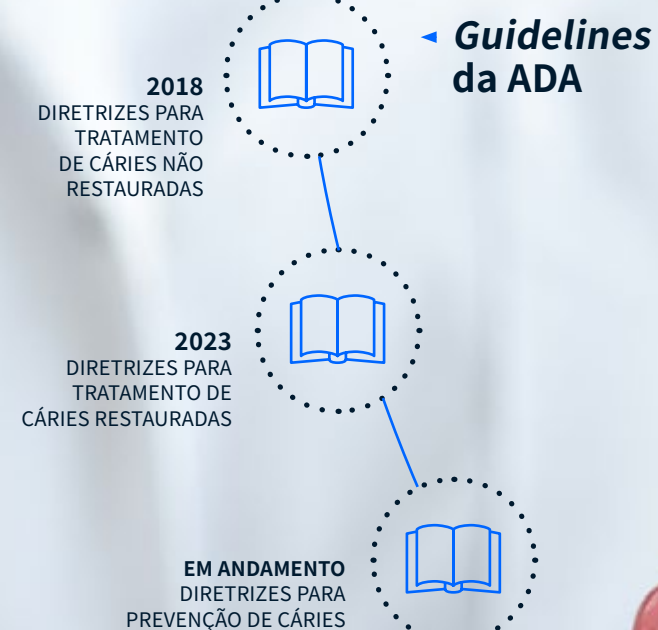 Guidelines
da ADA
2018
DIRETRIZES PARA
TRATAMENTO
DE CÁRIES NÃO
RESTAURADAS
2023
DIRETRIZES PARA
TRATAMENTO DE
CÁRIES RESTAURADAS
EM ANDAMENTO
DIRETRIZES PARA
PREVENÇÃO DE CÁRIES